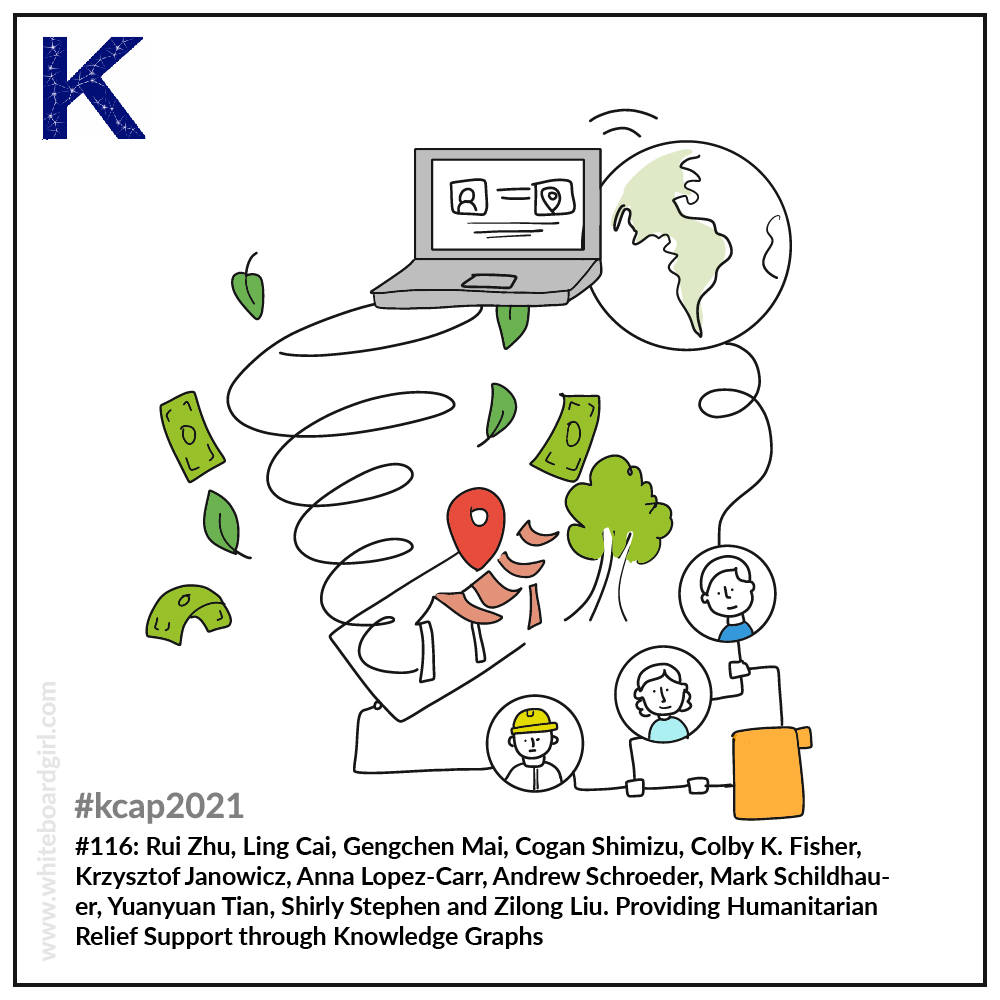 K
www.whiteboardgirl.com
#kcap2021
#116: Rui Zhu, Ling Cai, Gengchen Mai, Cogan Shimizu, Colby K. Fisher,
Krzysztof Janowicz, Anna Lopez-Carr, Andrew Schroeder, Mark Schildhau-
er, Yuanyuan Tian, Shirly Stephen and Zilong Liu. Providing Humanitarian
Relief Support through Knowledge Graphs